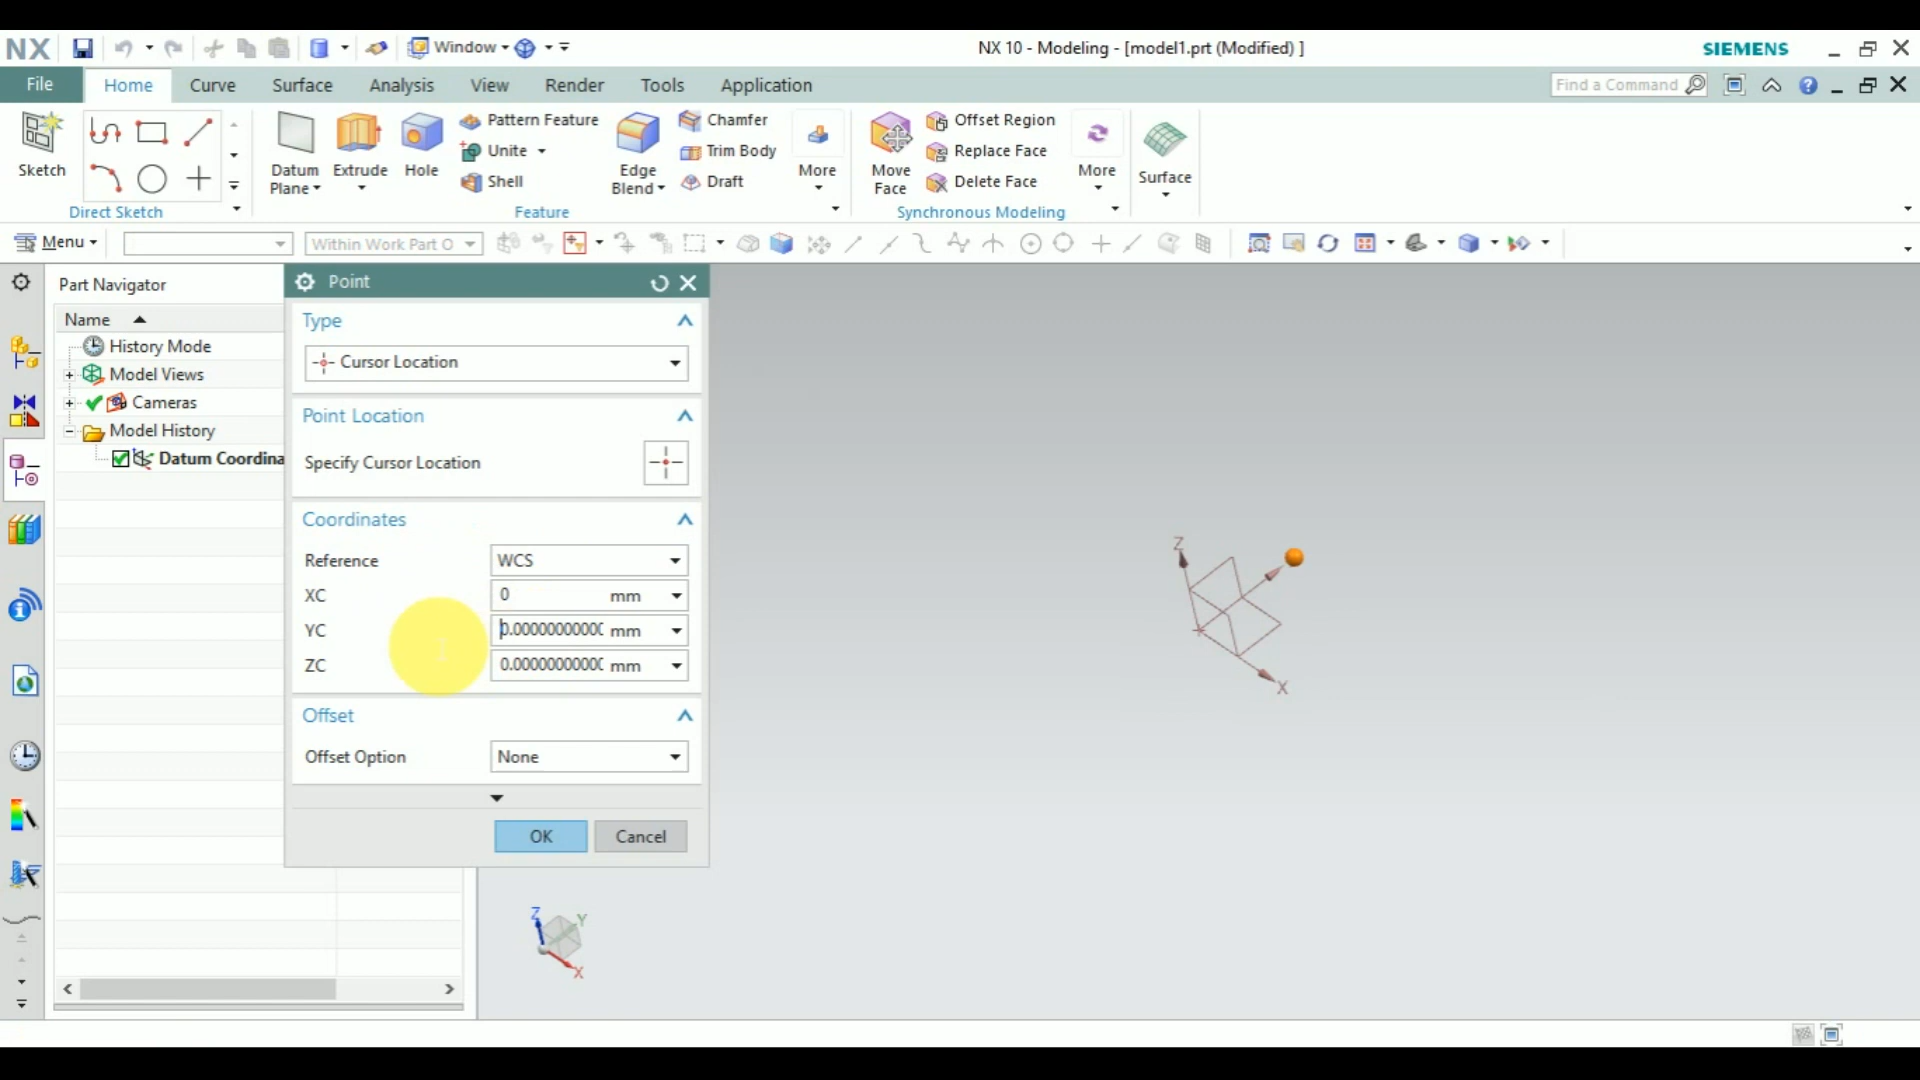 NX
Window
NX 10 - Modeling - [model1.prt (Modified) ]
SIEMENS
File
Home
Curve
Surface
Analysis
View
Render
Tools
Application
Find a Command
Sketch
Direct Sketch
Datum Plane
Extrude
Hole
Pattern Feature
Unite
Shell
Edge Blend
Chamfer
Trim Body
Draft
More
Feature
Move Face
Offset Region
Replace Face
Delete Face
More
Synchronous Modeling
Surface
Menu
Within Work Part O
Part Navigator
Name
History Mode
Model Views
Cameras
Model History
Datum Coordina
Point
Type
Cursor Location
Point Location
Specify Cursor Location
Coordinates
Reference WCS
XC 0 mm
YC 0.0000000000 mm
ZC 0.0000000000 mm
Offset
Offset Option None
OK Cancel
Z
X
Z
Y
X